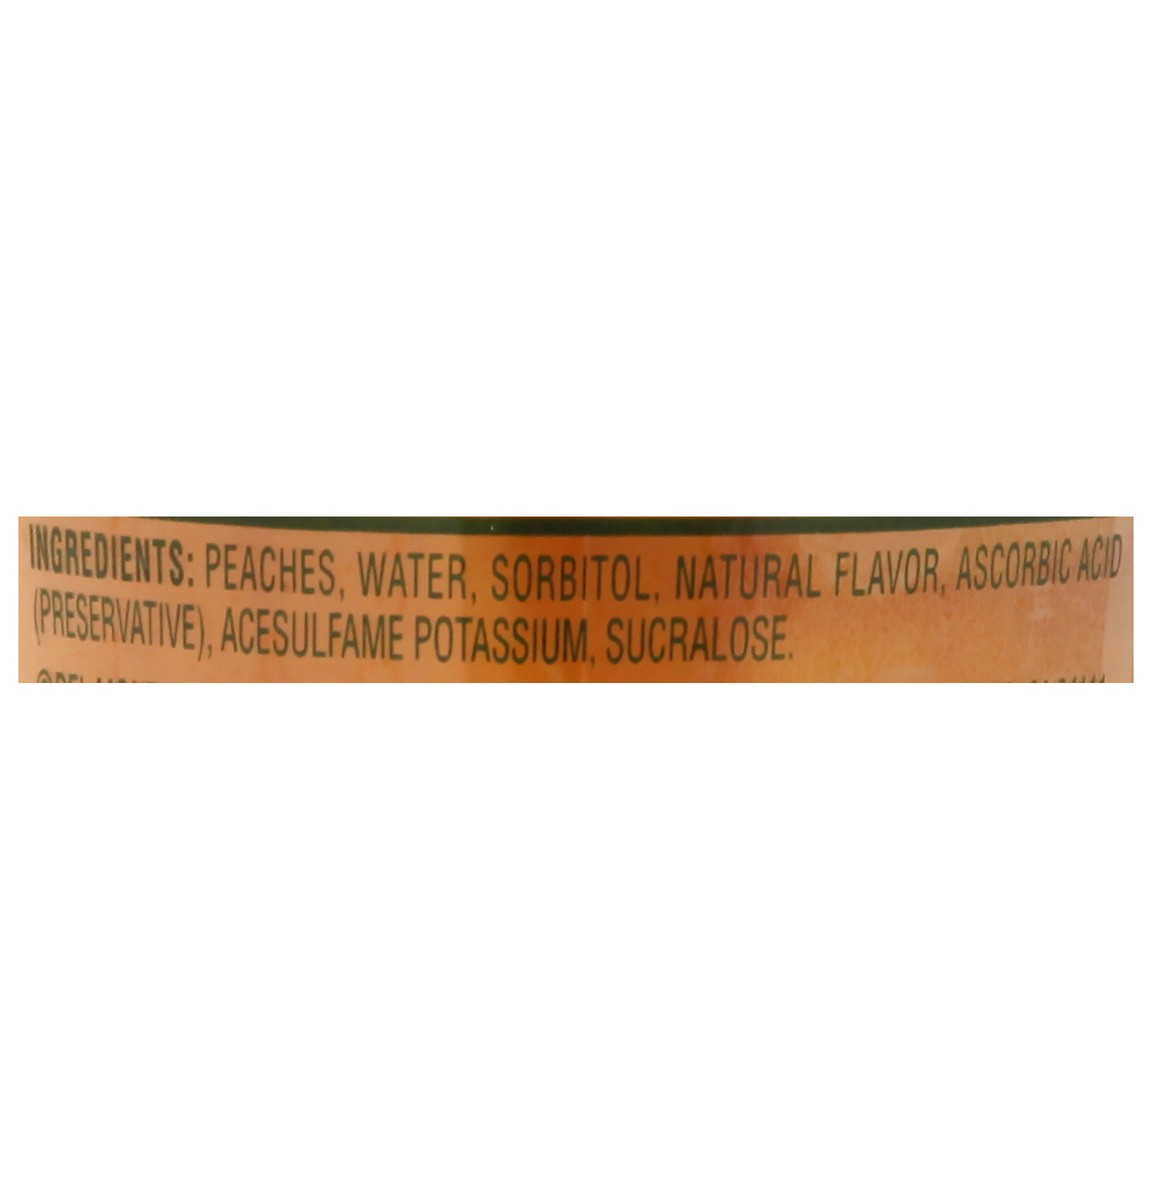 INGREDIENTS: PEACHES, WATER, SORBITOL, NATURAL FLAVOR, ASCORBIC ACID
(PRESERVATIVE), ACESULFAME POTASSIUM, SUCRALOSE.